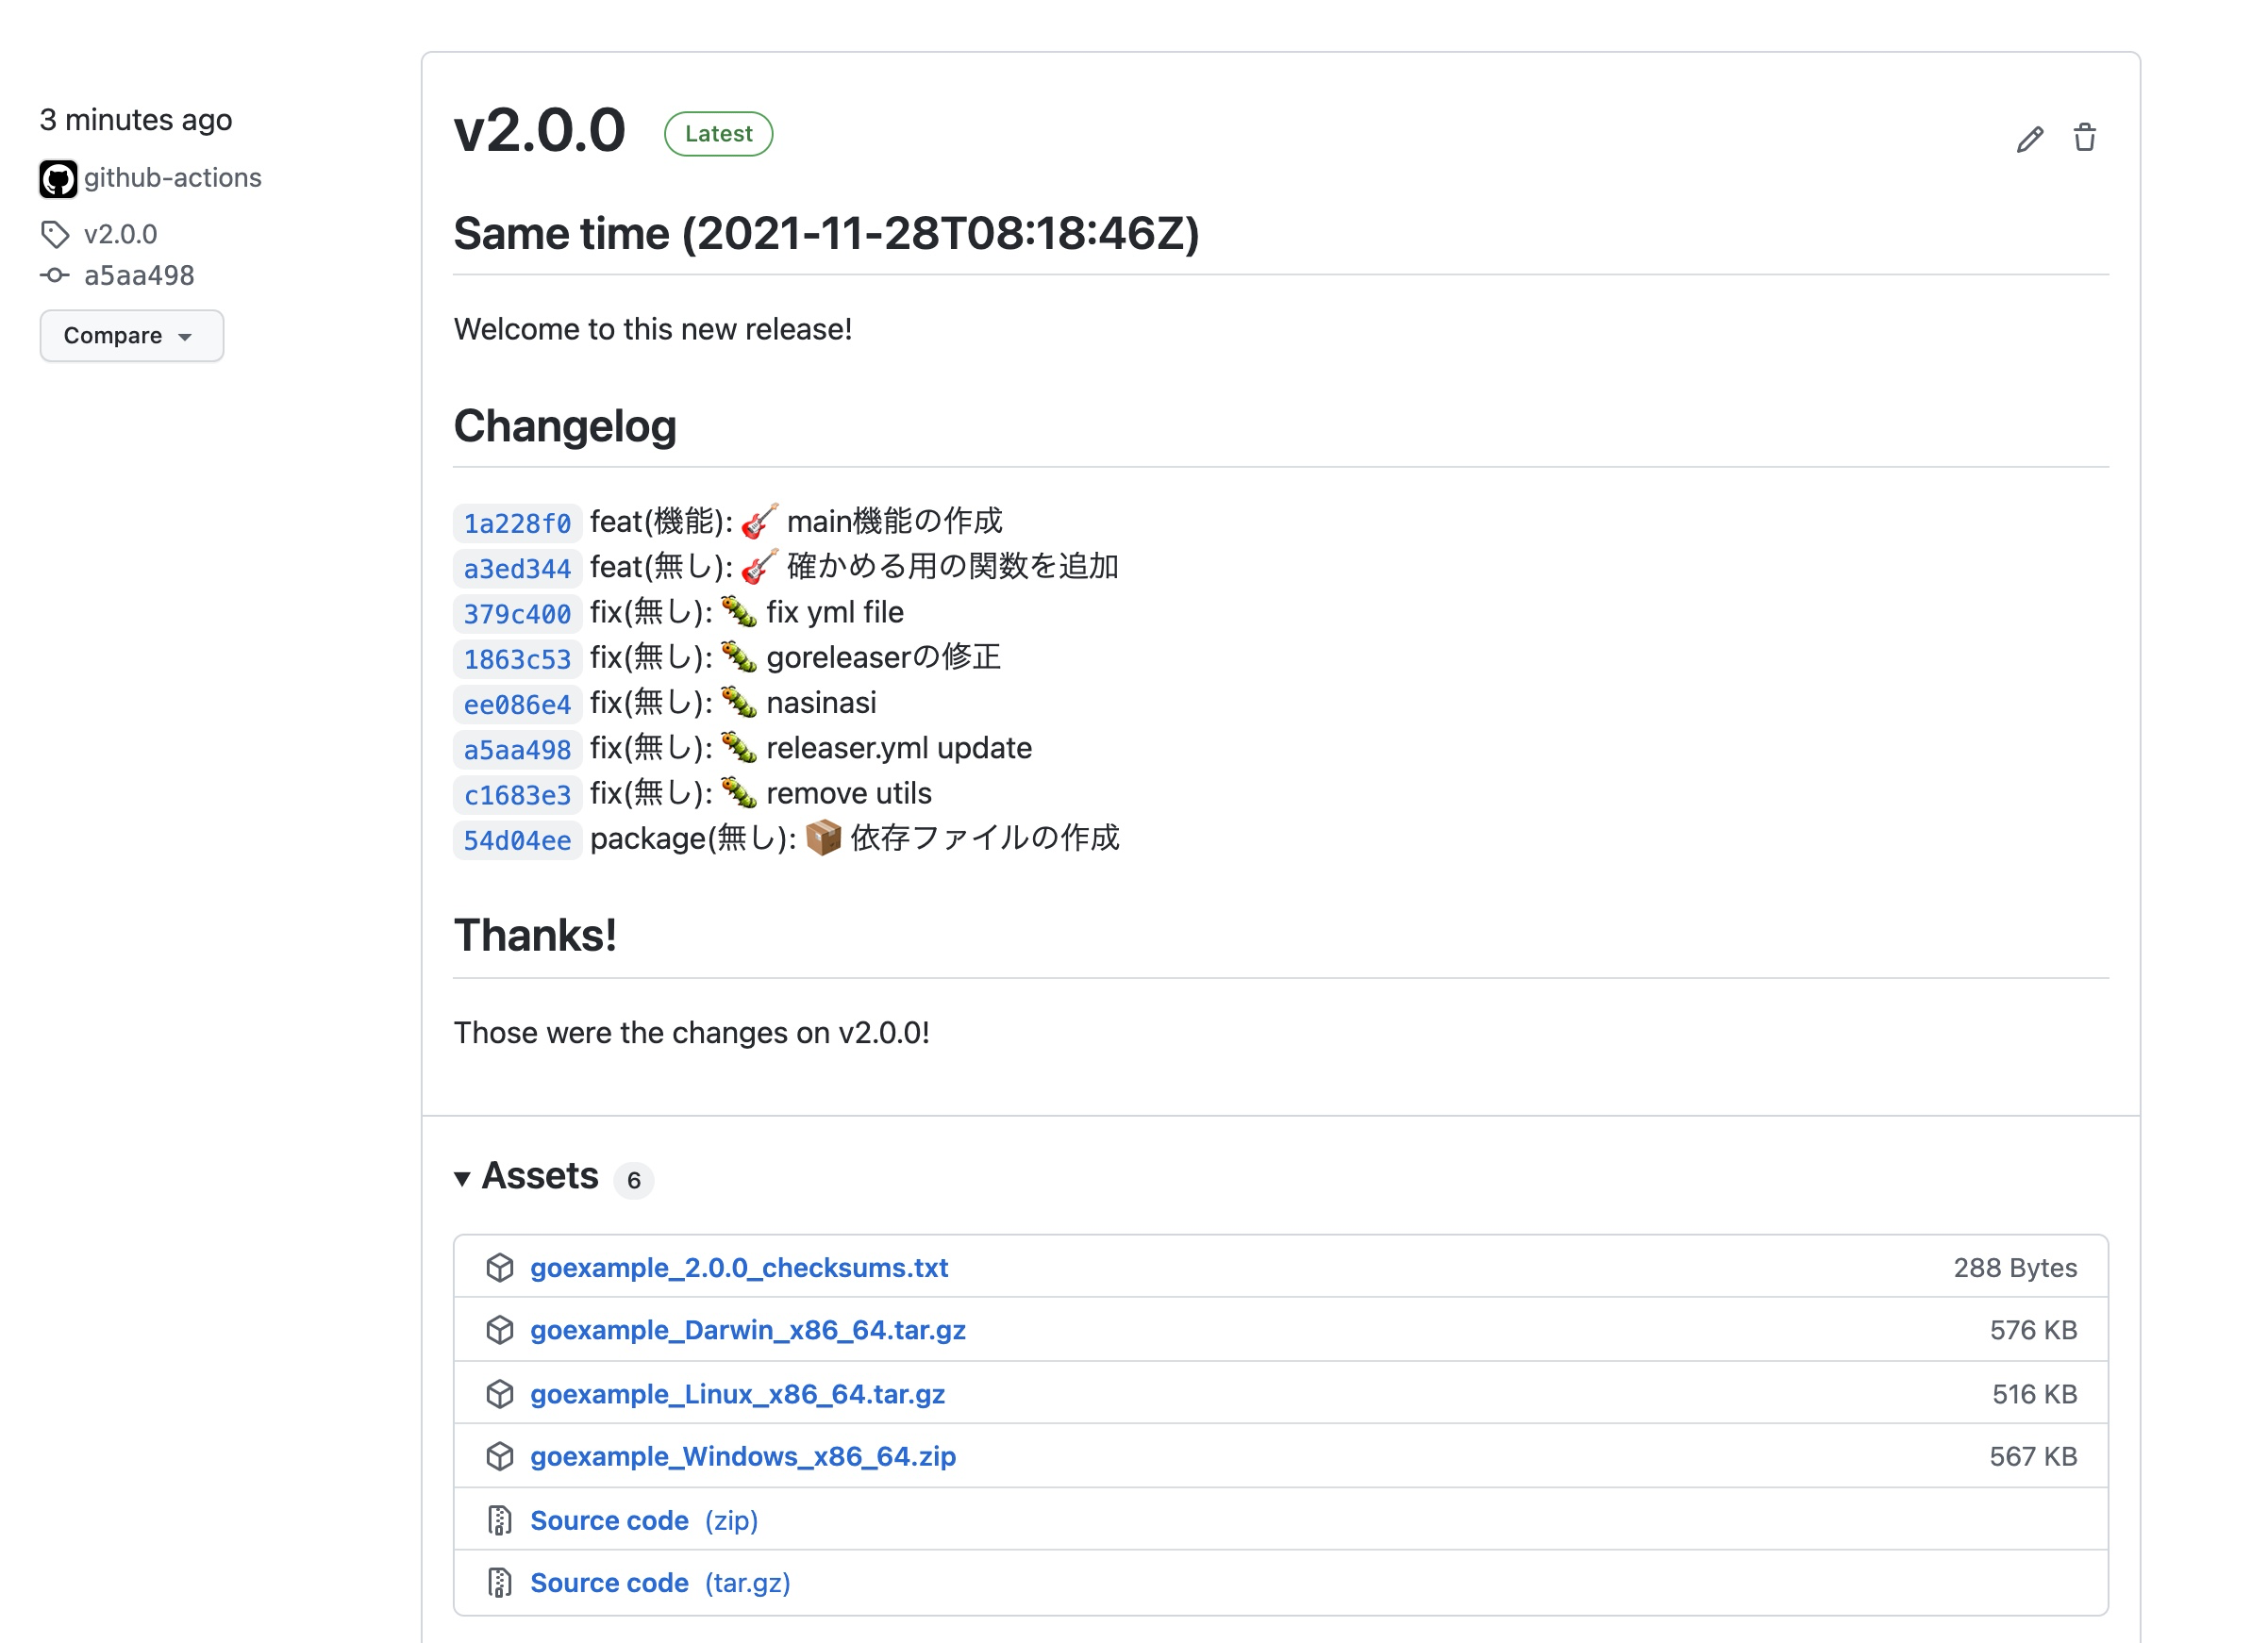 3 minutes ago
github-actions
v2.0.0
a5aa498
Compare
v2.0.0 Latest
Same time (2021-11-28T08:18:46Z)
Welcome to this new release!
Changelog
1a228f0 feat(機能): 🎸 main機能の作成
a3ed344 feat(無し): 🎸 確かめる用の関数を追加
379c400 fix(無し): 🐛 fix yml file
1863c53 fix(無し): 🐛 goreleaserの修正
ee086e4 fix(無し): 🐛 nasinasi
a5aa498 fix(無し): 🐛 releaser.yml update
c1683e3 fix(無し): 🐛 remove utils
54d04ee package(無し): 📦 依存ファイルの作成
Thanks!
Those were the changes on v2.0.0!
Assets 6
goexample_2.0.0_checksums.txt 288 Bytes
goexample_Darwin_x86_64.tar.gz 576 KB
goexample_Linux_x86_64.tar.gz 516 KB
goexample_Windows_x86_64.zip 567 KB
Source code (zip)
Source code (tar.gz)